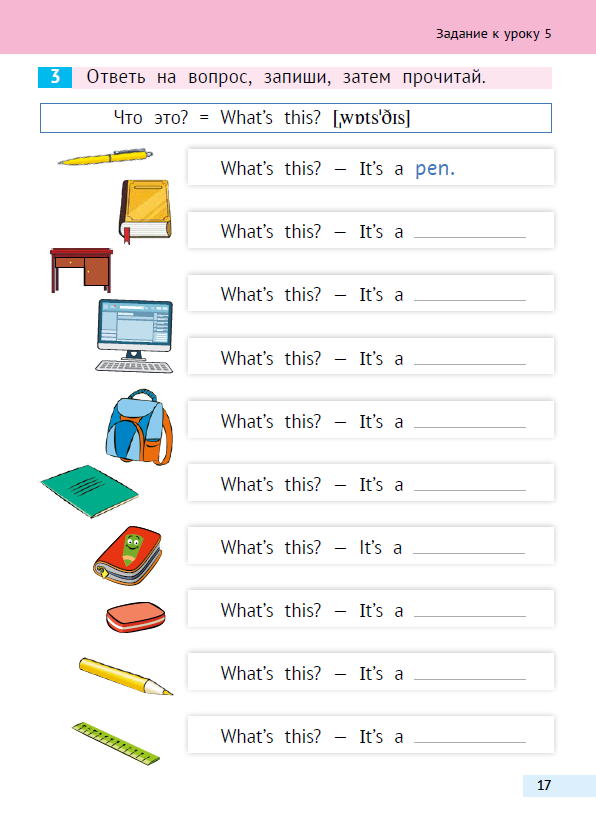 Задание к уроку 5
3 Ответь на вопрос, запиши, затем прочитай.
Что это? = What's this? [ˌwɒtsˈðɪs]
What's this? – It's a pen.
What's this? – It's a
What's this? – It's a
What's this? – It's a
What's this? – It's a
What's this? – It's a
What's this? – It's a
What's this? – It's a
What's this? – It's a
What's this? – It's a
17